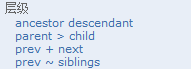 层级
ancestor descendant
parent > child
prev + next
prev ~ siblings